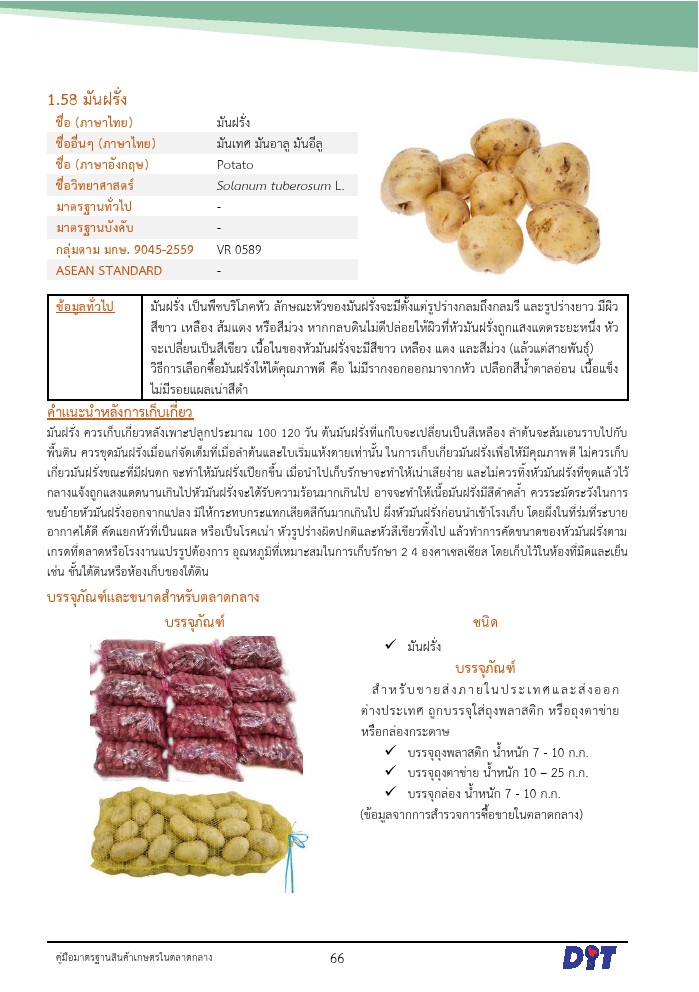 1.58 มันฝรั่ง
ชื่อ (ภาษาไทย) มันฝรั่ง
ชื่ออื่นๆ (ภาษาไทย) มันเทศ มันอาลู มันอีลู
ชื่อ (ภาษาอังกฤษ) Potato
ชื่อวิทยาศาสตร์ Solanum tuberosum L.
มาตรฐานทั่วไป -
มาตรฐานบังคับ -
กลุ่มตาม มกษ. 9045-2559 VR 0589
ASEAN STANDARD -
ข้อมูลทั่วไป
มันฝรั่ง เป็นพืชบริโภคหัว ลักษณะหัวของมันฝรั่งจะมีตั้งแต่รูปร่างกลมถึงกลมรี และรูปร่างยาว มีผิว
สีขาว เหลือง ส้มแดง หรือสีม่วง หากกลบดินไม่ดีปล่อยให้ผิวที่หัวมันฝรั่งถูกแสงแดดระยะหนึ่ง หัว
จะเปลี่ยนเป็นสีเขียว เนื้อในของหัวมันฝรั่งจะมีสีขาว เหลือง แดง และสีม่วง (แล้วแต่สายพันธุ์)
วิธีการเลือกซื้อมันฝรั่งให้ได้คุณภาพดี คือ ไม่มีรากงอกออกมาจากหัว เปลือกสีน้ำตาลอ่อน เนื้อแข็ง
ไม่มีรอยแผลเน่าสีดำ
คำแนะนำหลังการเก็บเกี่ยว
มันฝรั่ง ควรเก็บเกี่ยวหลังเพาะปลูกประมาณ 100 120 วัน ต้นมันฝรั่งที่แก่ใบจะเปลี่ยนเป็นสีเหลือง ลำต้นจะล้มเอนราบไปกับ
พื้นดิน ควรขุดมันฝรั่งเมื่อแก่จัดเต็มที่เมื่อลำต้นและใบเริ่มแห้งตายเท่านั้น ในการเก็บเกี่ยวมันฝรั่งเพื่อให้มีคุณภาพดี ไม่ควรเก็บ
เกี่ยวมันฝรั่งขณะที่มีฝนตก จะทำให้มันฝรั่งเปียกชื้น เมื่อนำไปเก็บรักษาจะทำให้เน่าเสียง่าย และไม่ควรทิ้งหัวมันฝรั่งที่ขุดแล้วไว้
กลางแจ้งถูกแสงแดดนานเกินไปหัวมันฝรั่งจะได้รับความร้อนมากเกินไป อาจจะทำให้เนื้อมันฝรั่งมีสีดำคล้ำ ควรระมัดระวังในการ
ขนย้ายหัวมันฝรั่งออกจากแปลง มิให้กระทบกระแทกเสียดสีกันมากเกินไป ผึ่งหัวมันฝรั่งก่อนนำเข้าโรงเก็บ โดยผึ่งในที่ร่มที่ระบาย
อากาศได้ดี คัดแยกหัวที่เป็นแผล หรือเป็นโรคเน่า หัวรูปร่างผิดปกติและหัวสีเขียวทิ้งไป แล้วทำการคัดขนาดของหัวมันฝรั่งตาม
เกรดที่ตลาดหรือโรงงานแปรรูปต้องการ อุณหภูมิที่เหมาะสมในการเก็บรักษา 2 4 องศาเซลเซียส โดยเก็บไว้ในห้องที่มืดและเย็น
เช่น ชั้นใต้ดินหรือห้องเก็บของใต้ดิน
บรรจุภัณฑ์และขนาดสำหรับตลาดกลาง
บรรจุภัณฑ์ ชนิด
✓ มันฝรั่ง
บรรจุภัณฑ์
สำหรับขายส่งภายในประเทศและส่งออก
ต่างประเทศ ถูกบรรจุใส่ถุงพลาสติก หรือถุงตาข่าย
หรือกล่องกระดาษ
✓ บรรจุถุงพลาสติก น้ำหนัก 7 - 10 ก.ก.
✓ บรรจุถุงตาข่าย น้ำหนัก 10 – 25 ก.ก.
✓ บรรจุกล่อง น้ำหนัก 7 - 10 ก.ก.
(ข้อมูลจากการสำรวจการซื้อขายในตลาดกลาง)
คู่มือมาตรฐานสินค้าเกษตรในตลาดกลาง 66 DIT